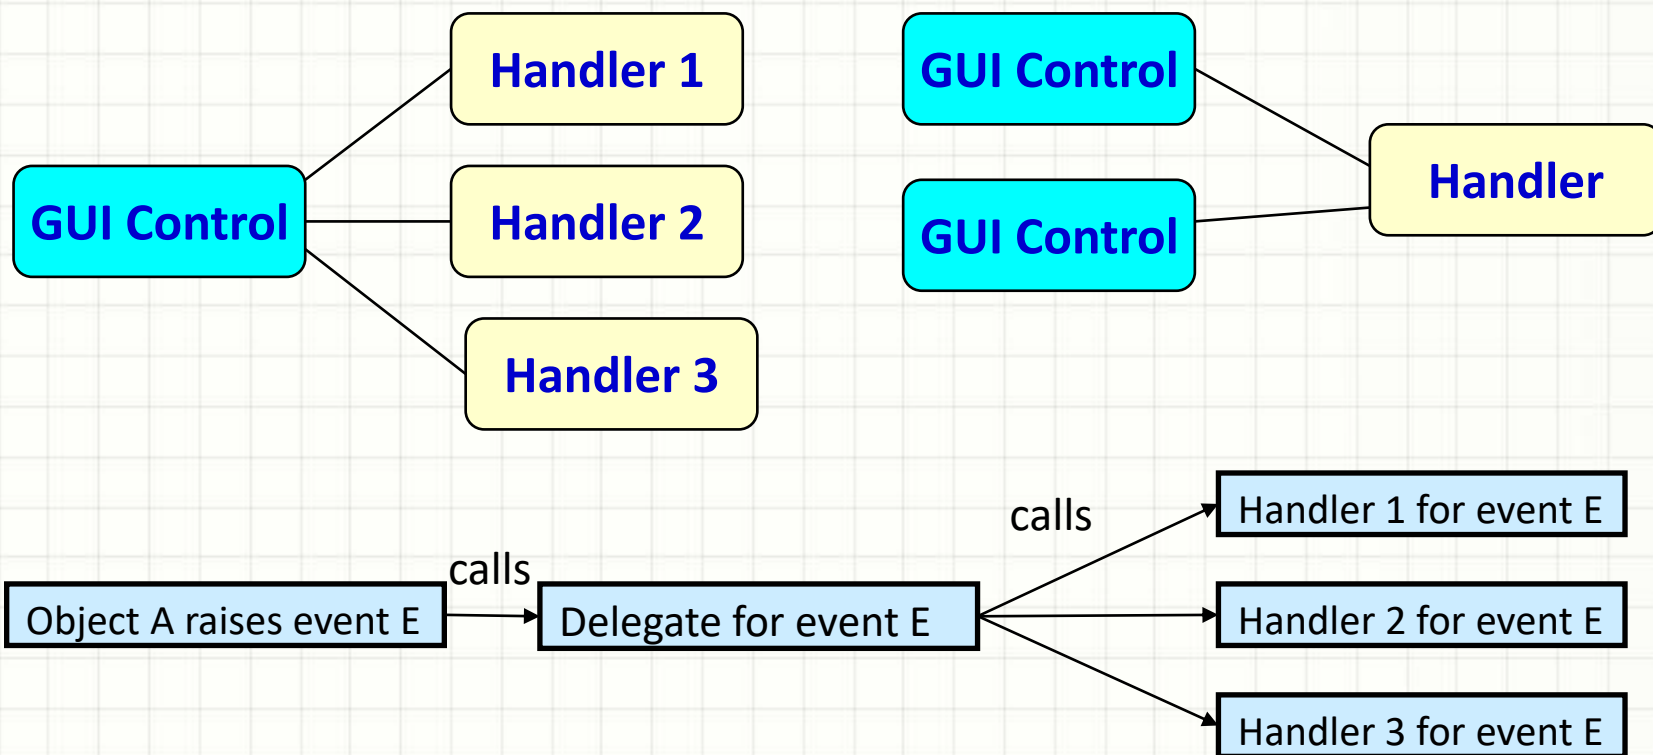 Handler 1
GUI Control
Handler 2
Handler 3
GUI Control
GUI Control
Handler
Object A raises event E
calls
Delegate for event E
calls
Handler 1 for event E
Handler 2 for event E
Handler 3 for event E